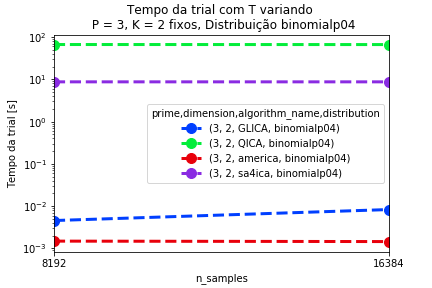 Tempo da trial com T variando
P = 3, K = 2 fixos, Distribuição binomialp04
Tempo da trial [s]
10²
10¹
10⁰
10⁻¹
10⁻²
10⁻³
prime,dimension,algorithm_name,distribution
(3, 2, GLICA, binomialp04)
(3, 2, QICA, binomialp04)
(3, 2, america, binomialp04)
(3, 2, sa4ica, binomialp04)
8192
16384
n_samples